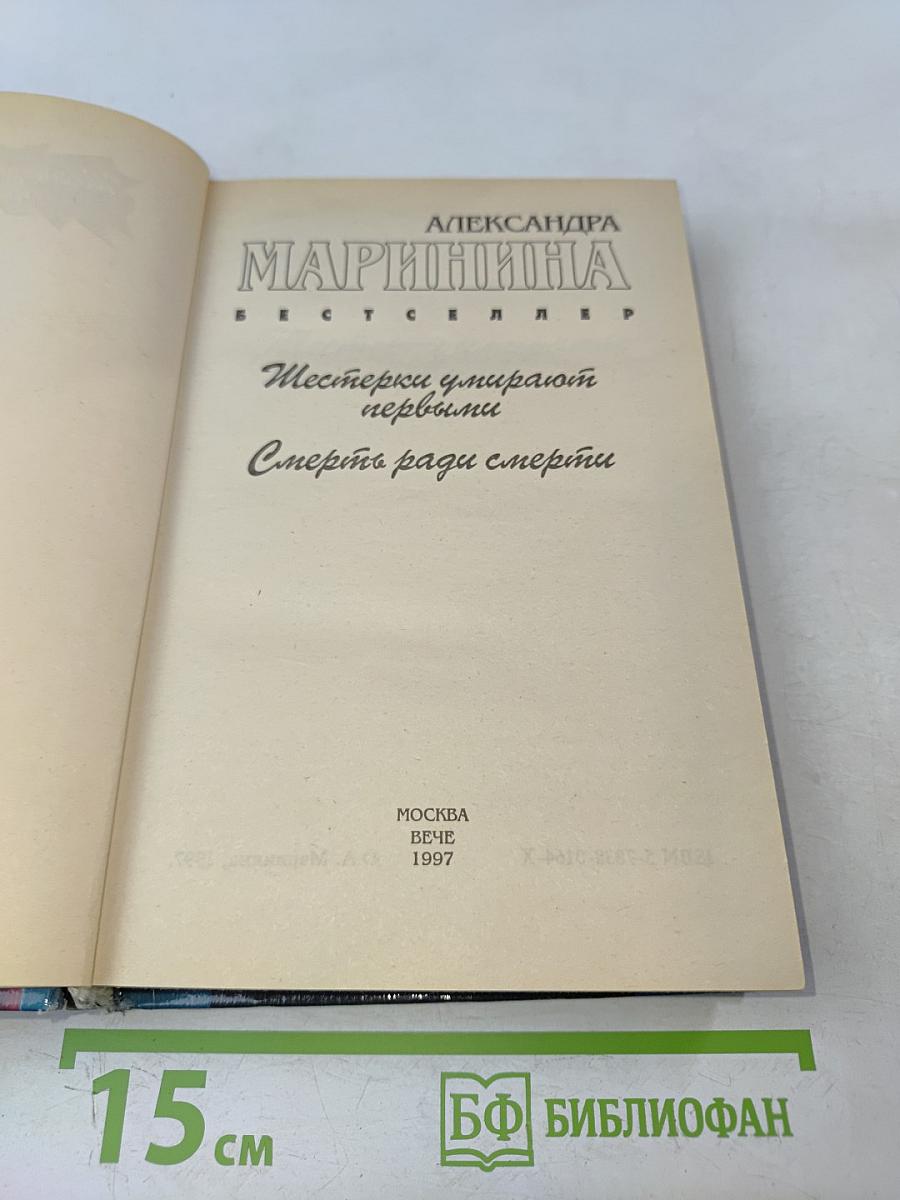 АЛЕКСАНДРА
МАРИНИНА
БЕСТСЕЛЛЕР
Шестерки умирают
первыми
Смерть ради смерти
МОСКВА
ВЕЧЕ
1997
15 см
БФ БИБЛИОФАН